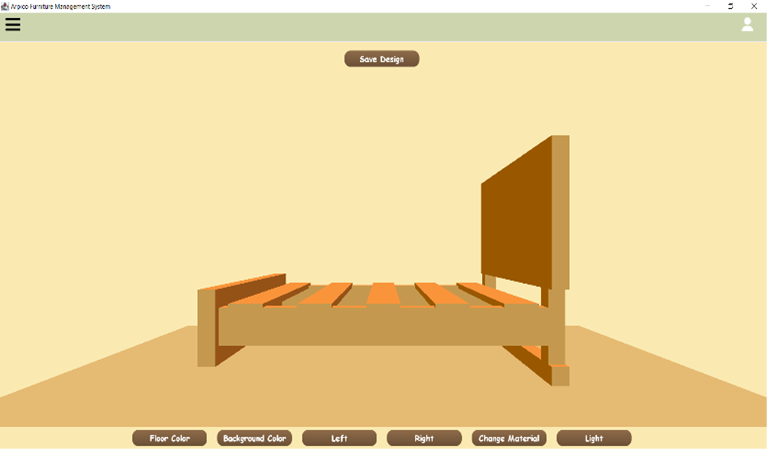 Arpico Furniture Management System
Save Design
Floor Color
Background Color
Left
Right
Change Material
Light